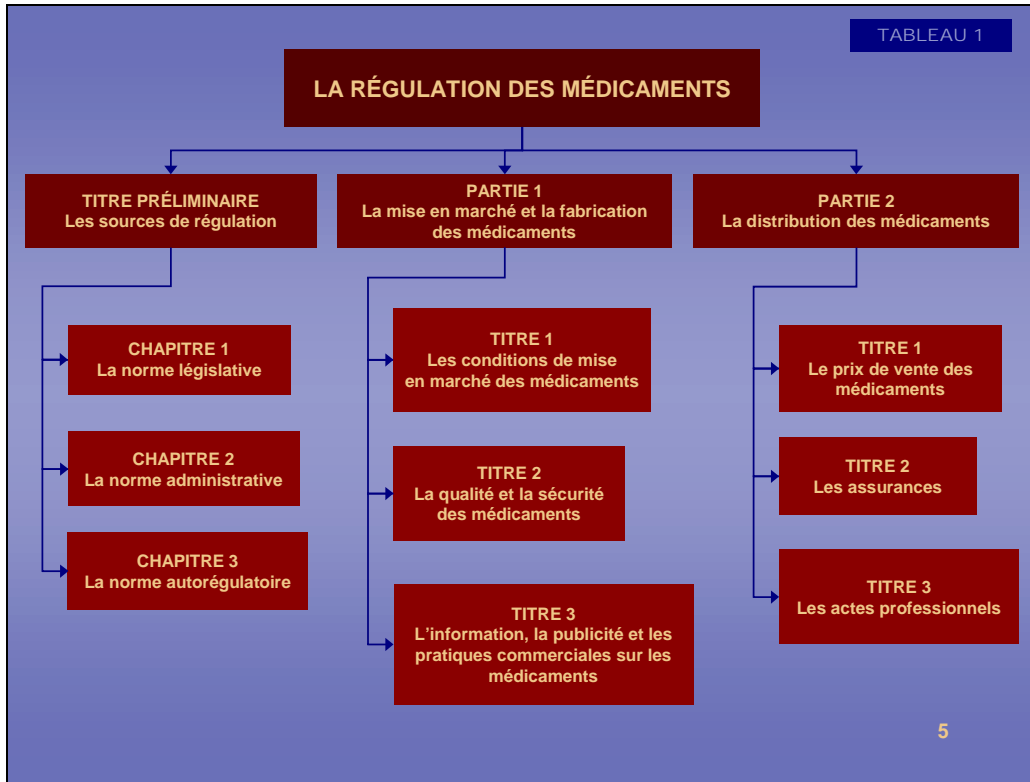 TABLEAU 1
LA RÉGULATION DES MÉDICAMENTS
TITRE PRÉLIMINAIRE
Les sources de régulation
CHAPITRE 1
La norme législative
CHAPITRE 2
La norme administrative
CHAPITRE 3
La norme autorégulatoire
PARTIE 1
La mise en marché et la fabrication
des médicaments
TITRE 1
Les conditions de mise
en marché des médicaments
TITRE 2
La qualité et la sécurité
des médicaments
TITRE 3
L'information, la publicité et les
pratiques commerciales sur les
médicaments
PARTIE 2
La distribution des médicaments
TITRE 1
Le prix de vente des
médicaments
TITRE 2
Les assurances
TITRE 3
Les actes professionnels
5